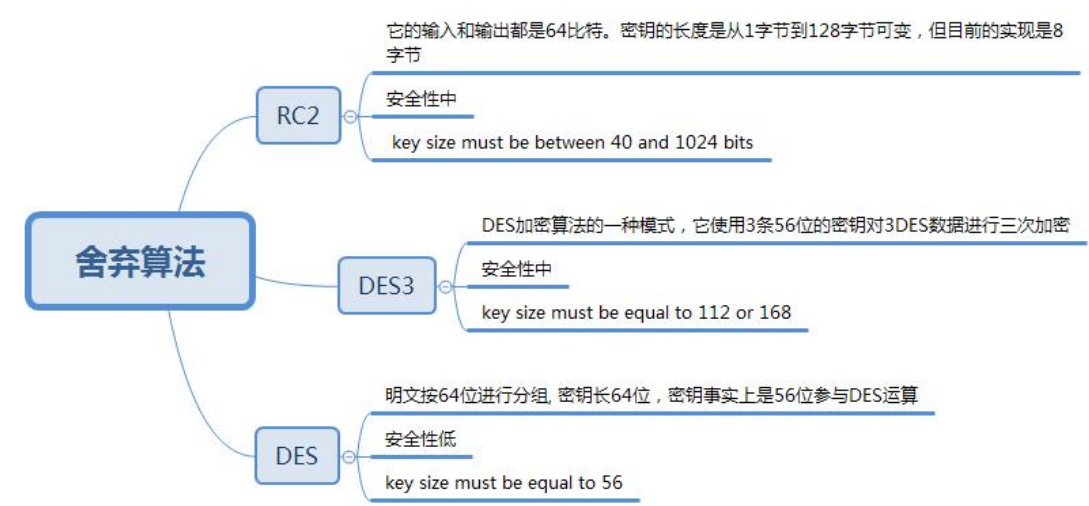 它的输入和输出都是64比特。密钥的长度是从1字节到128字节可变，但目前的实现是8
字节
RC2
安全性中
key size must be between 40 and 1024 bits
舍弃算法
DES加密算法的一种模式，它使用3条56位的密钥对3DES数据进行三次加密
DES3
安全性中
key size must be equal to 112 or 168
明文按64位进行分组, 密钥长64位，密钥事实上是56位参与DES运算
DES
安全性低
key size must be equal to 56